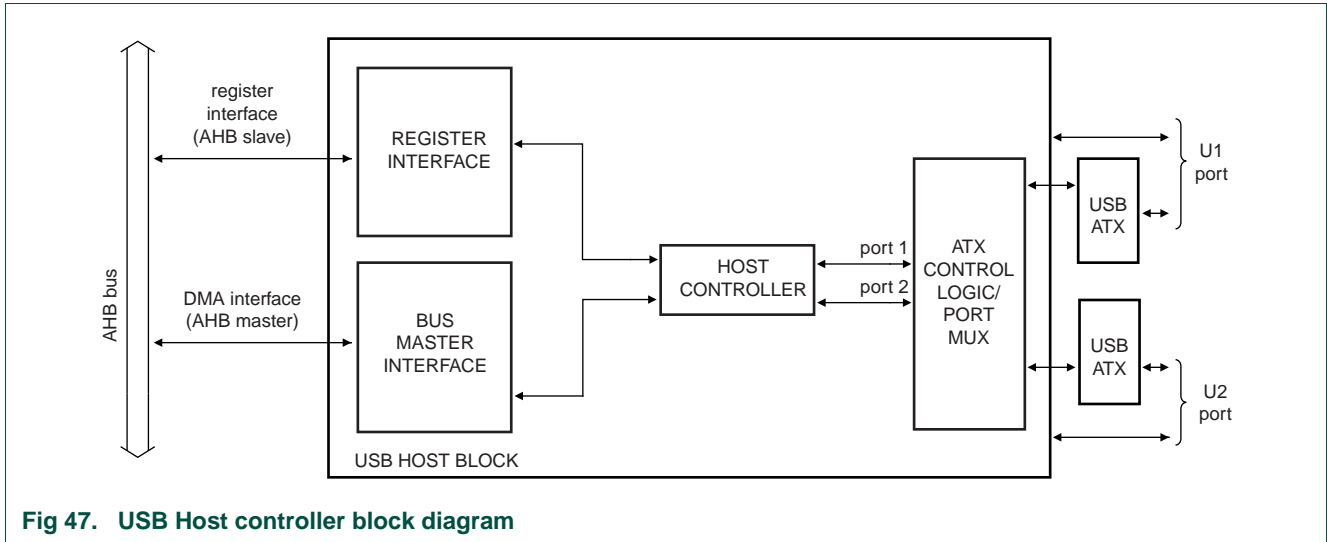 AHB bus
register
interface
(AHB slave)
DMA interface
(AHB master)
REGISTER
INTERFACE
BUS
MASTER
INTERFACE
USB HOST BLOCK
HOST
CONTROLLER
port 1
port 2
ATX
CONTROL
LOGIC/
PORT
MUX
USB
ATX
U1
port
USB
ATX
U2
port
Fig 47. USB Host controller block diagram